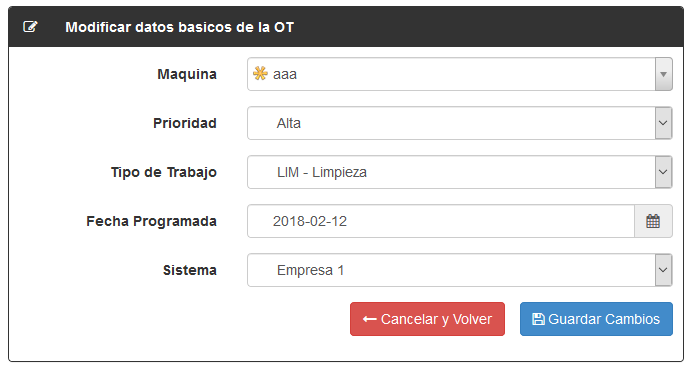 Modificar datos basicos de la OT
Maquina aaa
Prioridad Alta
Tipo de Trabajo LIM - Limpieza
Fecha Programada 2018-02-12
Sistema Empresa 1
Cancelar y Volver Guardar Cambios